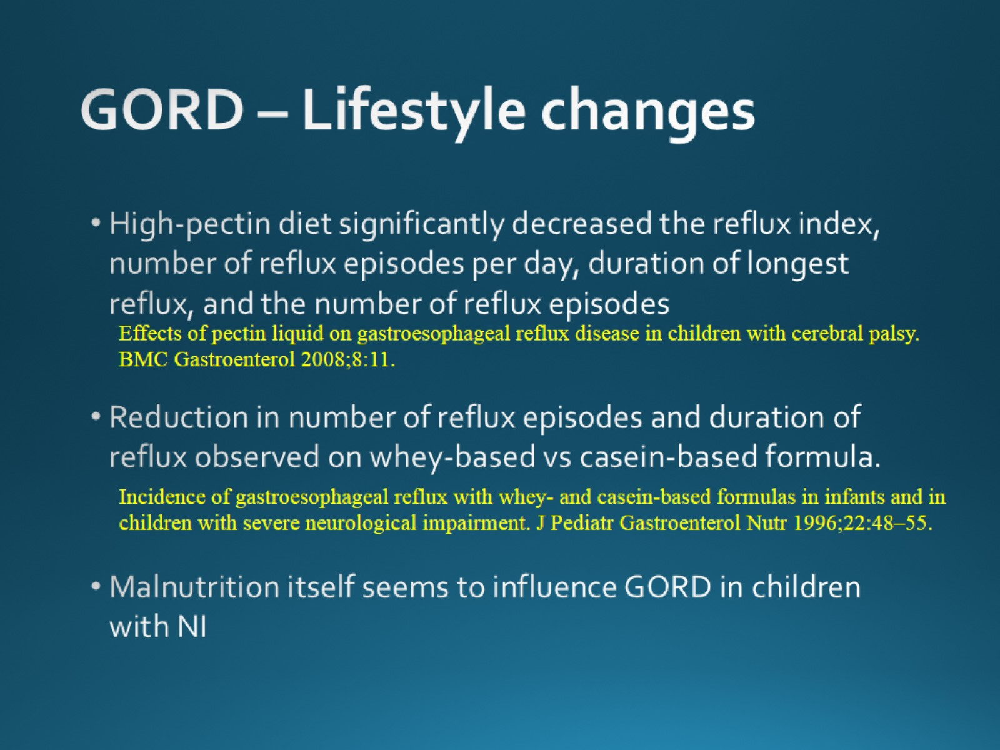 GORD – Lifestyle changes
• High-pectin diet significantly decreased the reflux index,
number of reflux episodes per day, duration of longest
reflux, and the number of reflux episodes
Effects of pectin liquid on gastroesophageal reflux disease in children with cerebral palsy.
BMC Gastroenterol 2008;8:11.
• Reduction in number of reflux episodes and duration of
reflux observed on whey-based vs casein-based formula.
Incidence of gastroesophageal reflux with whey- and casein-based formulas in infants and in
children with severe neurological impairment. J Pediatr Gastroenterol Nutr 1996;22:48–55.
• Malnutrition itself seems to influence GORD in children
with NI